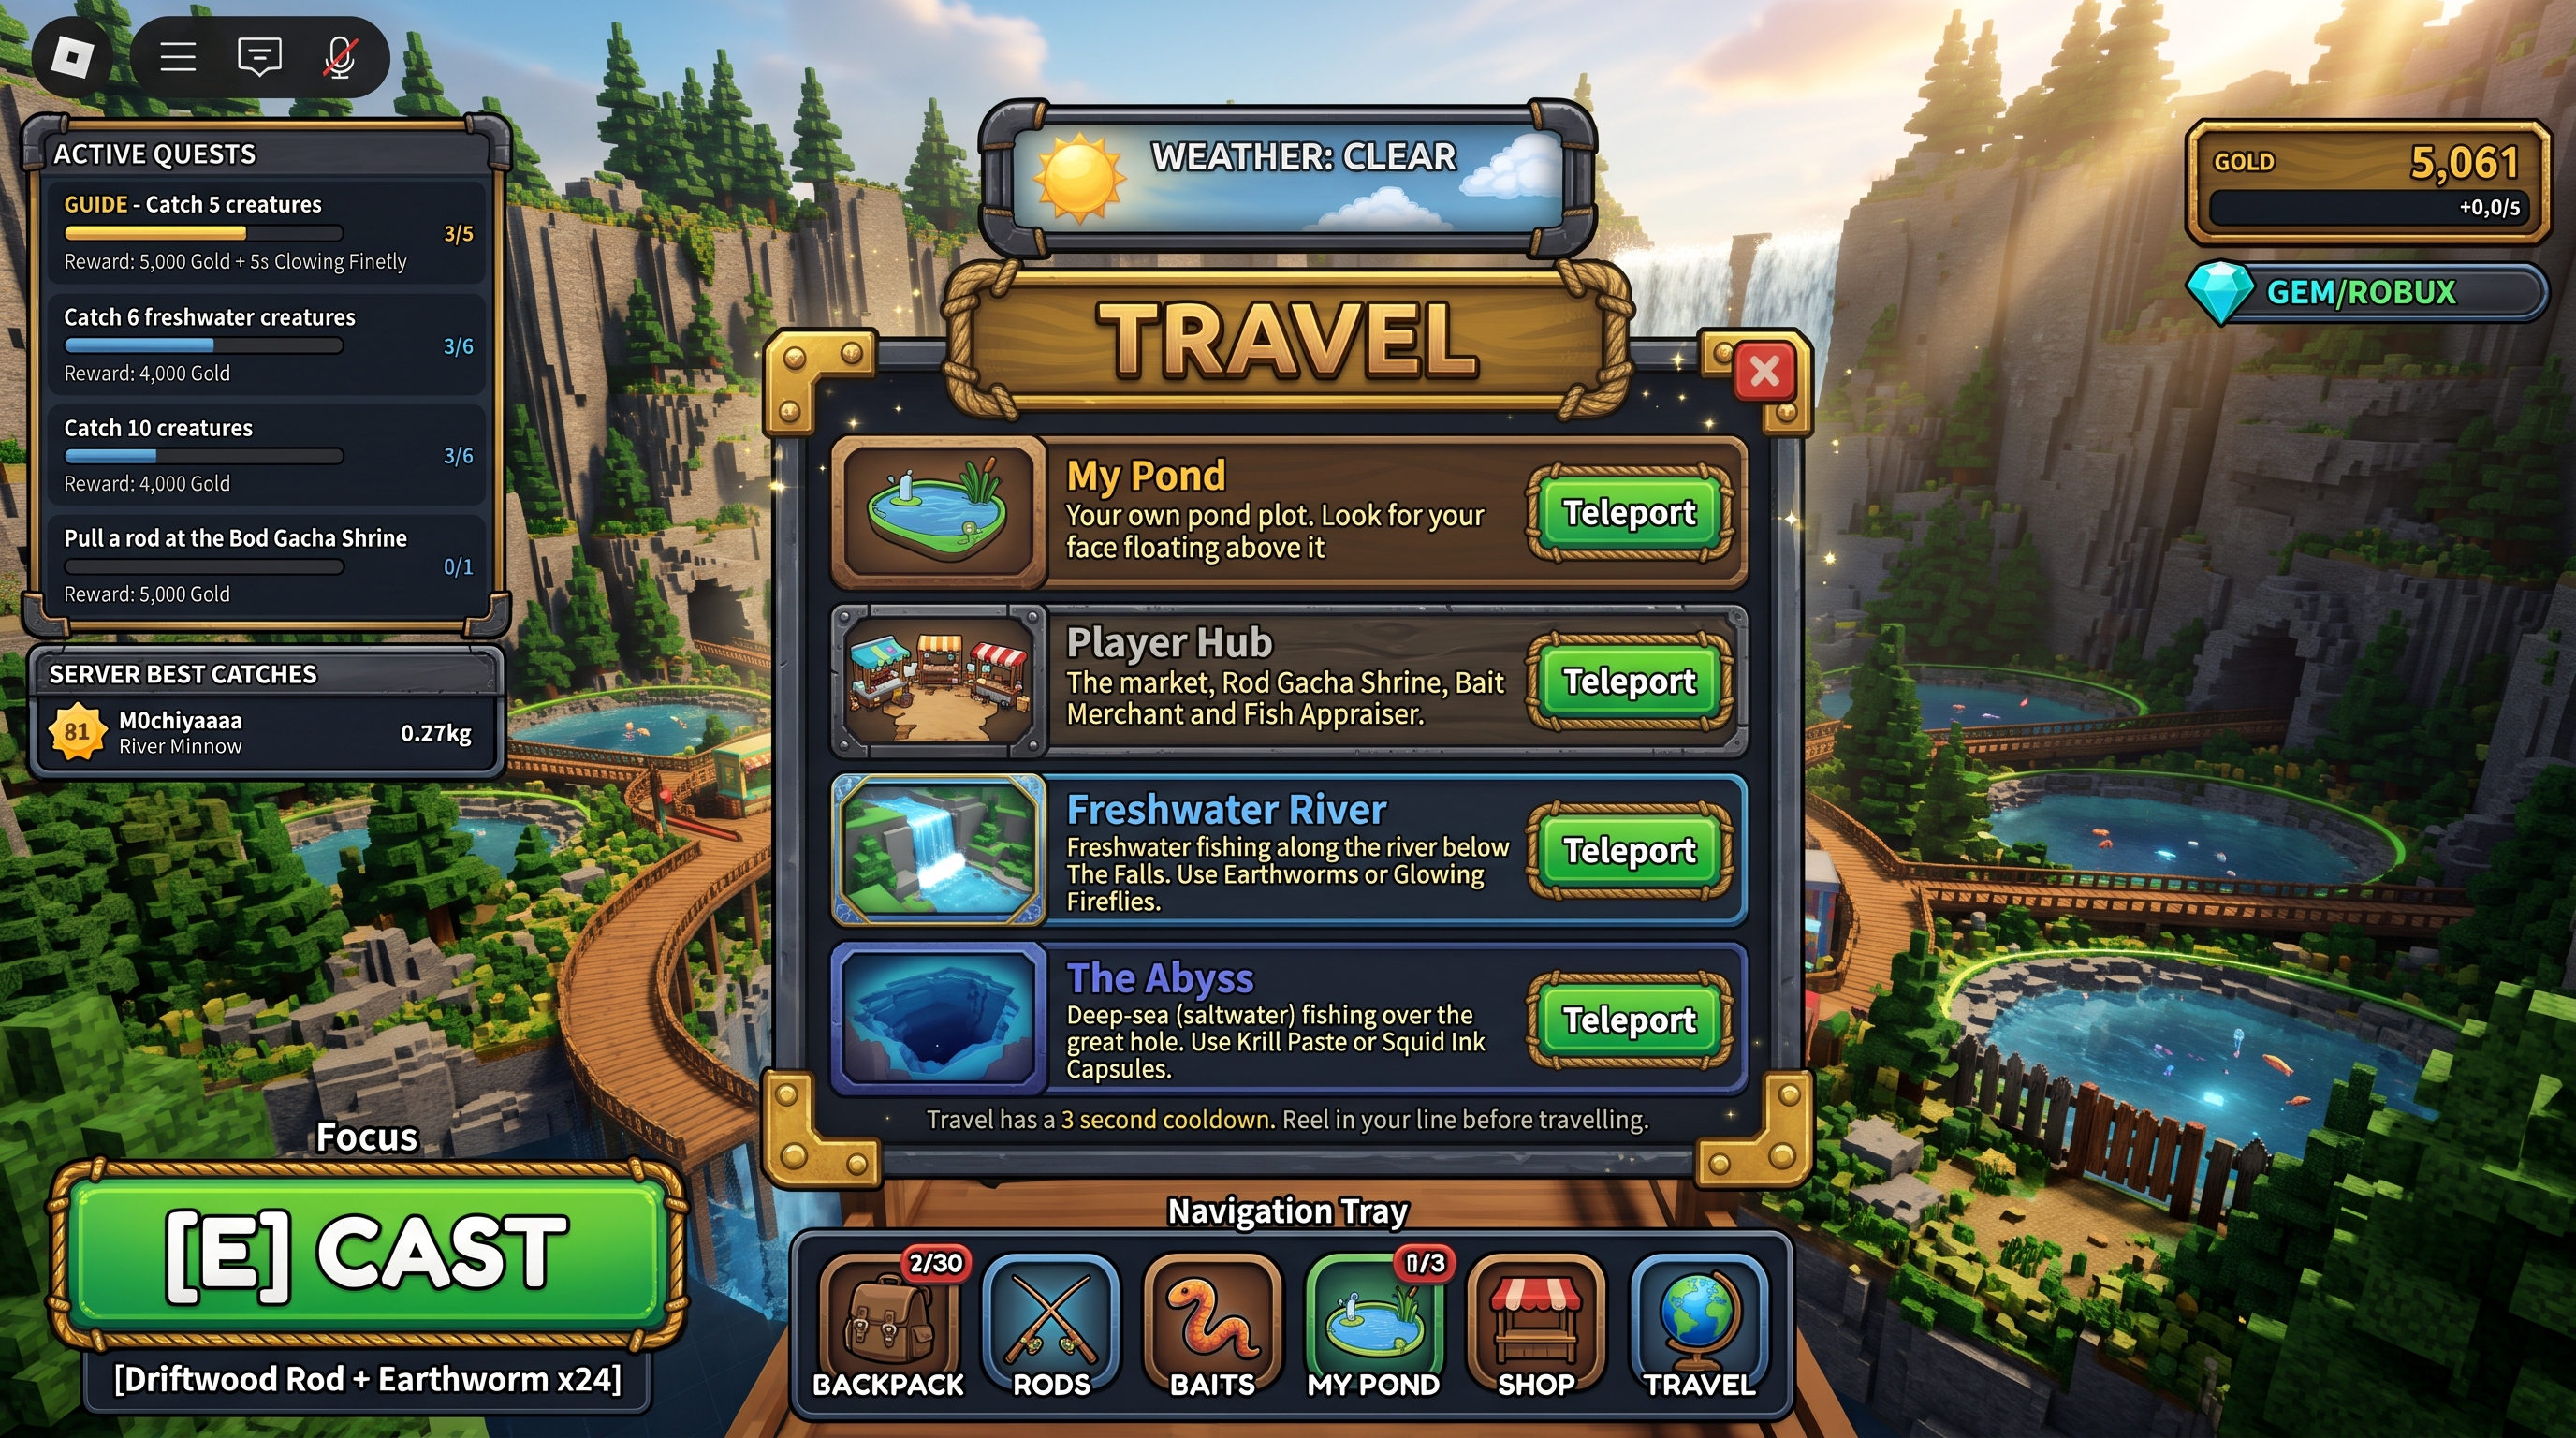 ACTIVE QUESTS
GUIDE - Catch 5 creatures
3/5
Reward: 5,000 Gold + 5s Clowing Finetly
Catch 6 freshwater creatures
3/6
Reward: 4,000 Gold
Catch 10 creatures
3/6
Reward: 4,000 Gold
Pull a rod at the Bod Gacha Shrine
0/1
Reward: 5,000 Gold
SERVER BEST CATCHES
81
M0chiyaaaa
River Minnow
0.27kg
WEATHER: CLEAR
GOLD
5,061
+0,0/5
GEM/ROBUX
TRAVEL
My Pond
Your own pond plot. Look for your
face floating above it
Teleport
Player Hub
The market, Rod Gacha Shrine, Bait
Merchant and Fish Appraiser.
Teleport
Freshwater River
Freshwater fishing along the river below
The Falls. Use Earthworms or Glowing
Fireflies.
Teleport
The Abyss
Deep-sea (saltwater) fishing over the
great hole. Use Krill Paste or Squid Ink
Capsules.
Teleport
Travel has a 3 second cooldown. Reel in your line before travelling.
Focus
[E] CAST
[Driftwood Rod + Earthworm x24]
Navigation Tray
2/30
BACKPACK
RODS
BAITS
/3
MY POND
SHOP
TRAVEL